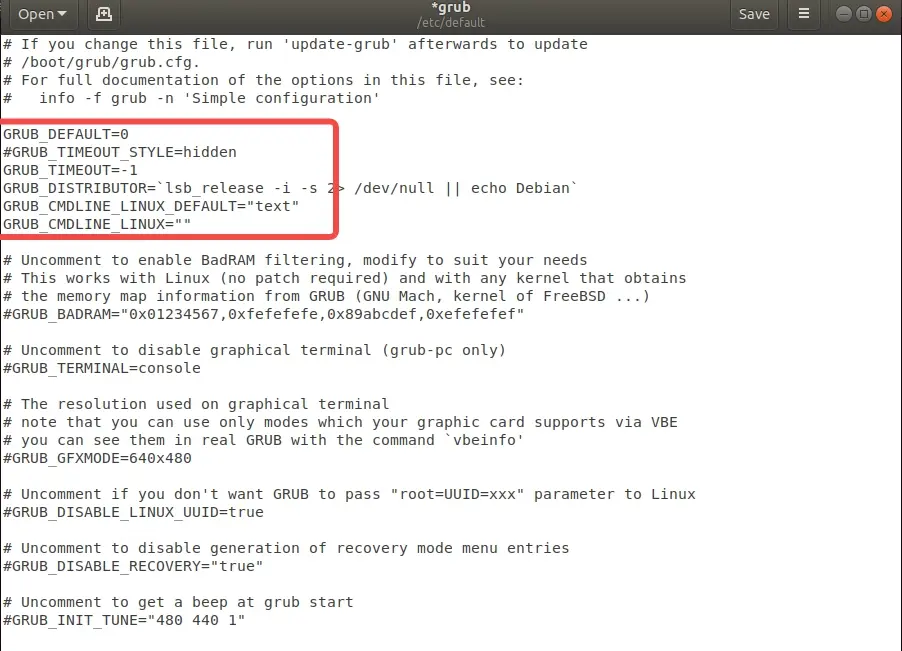 Open
*grub
/etc/default
Save
# If you change this file, run 'update-grub' afterwards to update
# /boot/grub/grub.cfg.
# For full documentation of the options in this file, see:
#   info -f grub -n 'Simple configuration'
GRUB_DEFAULT=0
#GRUB_TIMEOUT_STYLE=hidden
GRUB_TIMEOUT=-1
GRUB_DISTRIBUTOR=`lsb_release -i -s 2> /dev/null || echo Debian`
GRUB_CMDLINE_LINUX_DEFAULT="text"
GRUB_CMDLINE_LINUX=""
# Uncomment to enable BadRAM filtering, modify to suit your needs
# This works with Linux (no patch required) and with any kernel that obtains
# the memory map information from GRUB (GNU Mach, kernel of FreeBSD ...)
#GRUB_BADRAM="0x01234567,0xfefefefe,0x89abcdef,0xefefefef"
# Uncomment to disable graphical terminal (grub-pc only)
#GRUB_TERMINAL=console
# The resolution used on graphical terminal
# note that you can use only modes which your graphic card supports via VBE
# you can see them in real GRUB with the command `vbeinfo'
#GRUB_GFXMODE=640x480
# Uncomment if you don't want GRUB to pass "root=UUID=xxx" parameter to Linux
#GRUB_DISABLE_LINUX_UUID=true
# Uncomment to disable generation of recovery mode menu entries
#GRUB_DISABLE_RECOVERY="true"
# Uncomment to get a beep at grub start
#GRUB_INIT_TUNE="480 440 1"